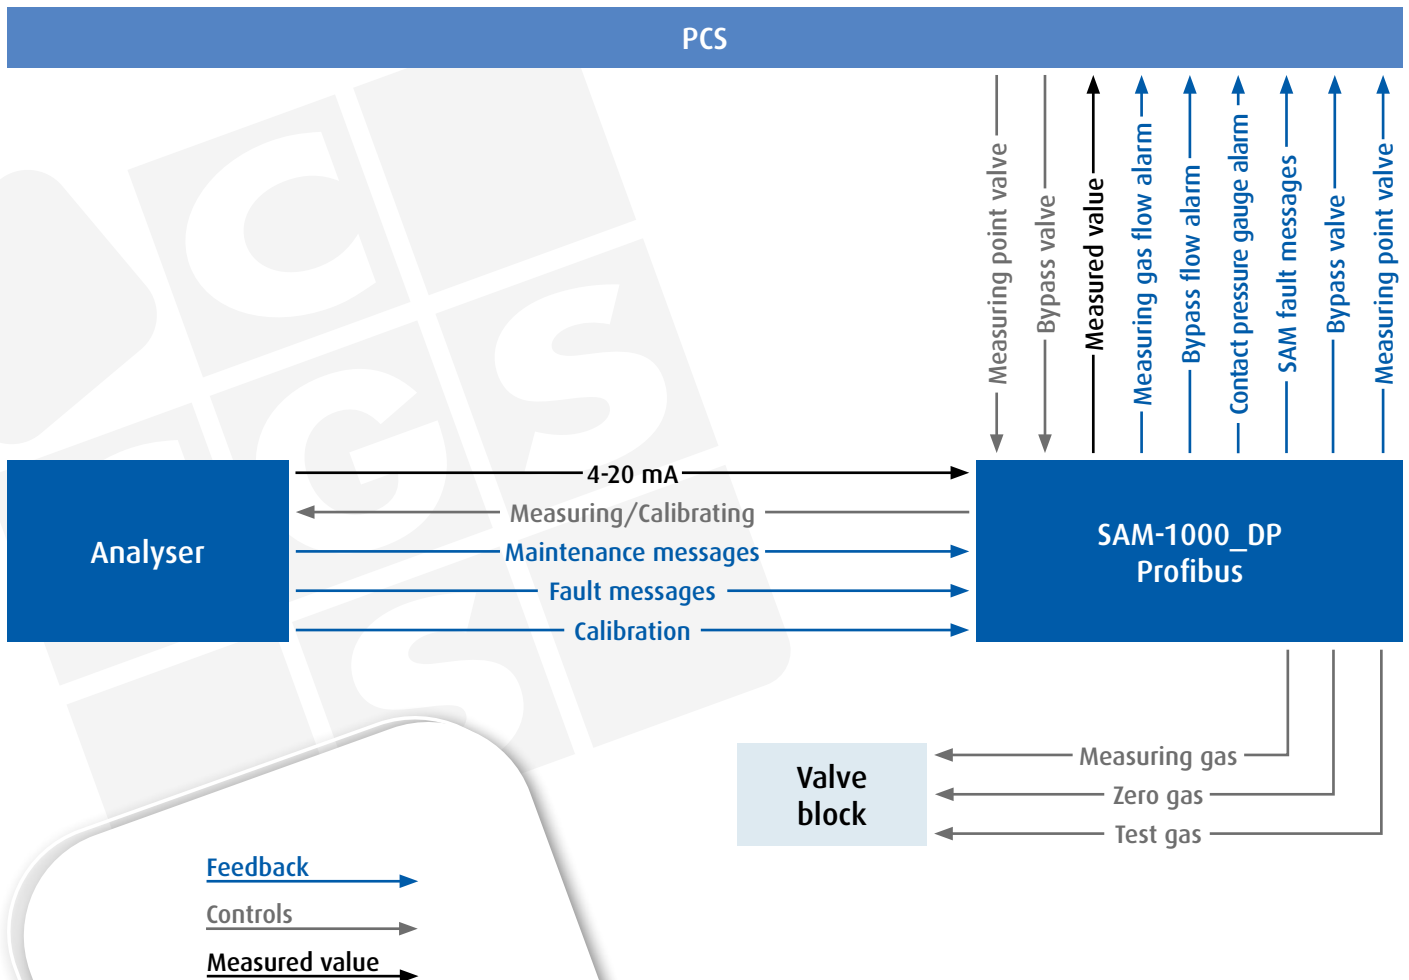 PCS
Measuring point valve
Bypass valve
Measured value
Measuring gas flow alarm
Bypass flow alarm
Contact pressure gauge alarm
SAM fault messages
Bypass valve
Measuring point valve
C
G
S
S
Analyser
4-20 mA
Measuring/Calibrating
Maintenance messages
Fault messages
Calibration
SAM-1000_DP
Profibus
Valve
block
Measuring gas
Zero gas
Test gas
Feedback
Controls
Measured value